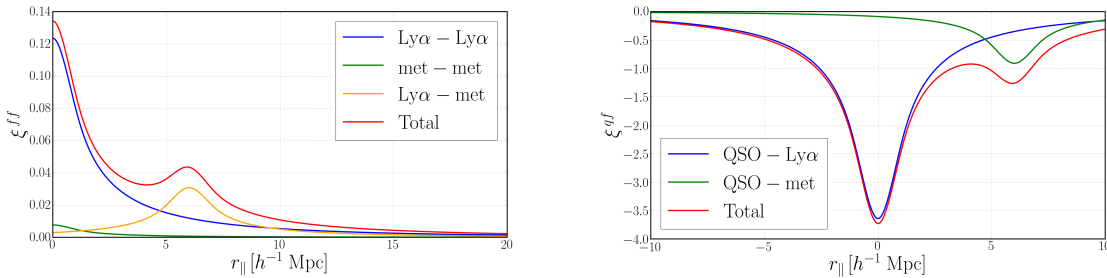 0.14
0.12
0.10
0.08
0.06
0.04
0.02
0.00
ξ^{ff}
Lyα − Lyα
met − met
Lyα − met
Total
0 5 10 15 20
r_∥ [h^{−1} Mpc]
0.0
−0.5
−1.0
−1.5
−2.0
−2.5
−3.0
−3.5
−4.0
ξ^{qf}
QSO − Lyα
QSO − met
Total
−10 −5 0 5 10
r_∥ [h^{−1} Mpc]